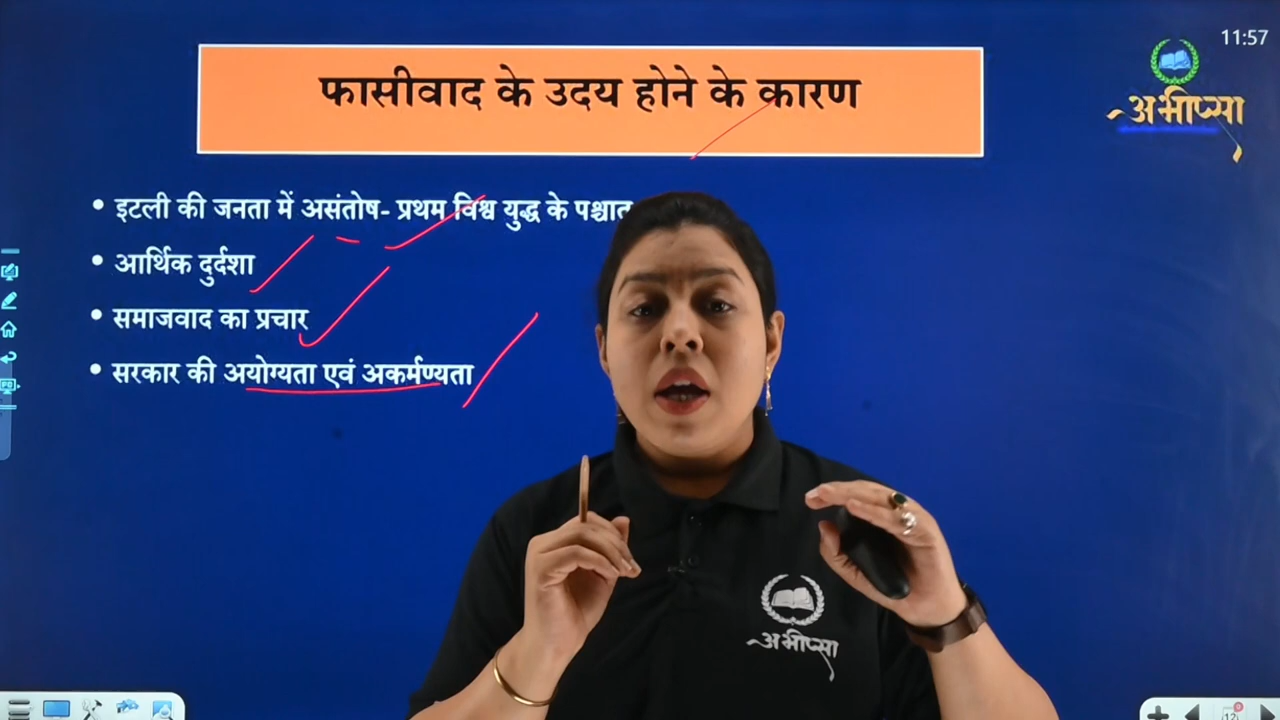 11:57
फासीवाद के उदय होने के कारण
अभीप्सा
• इटली की जनता में असंतोष- प्रथम विश्व युद्ध के पश्चात
• आर्थिक दुर्दशा
• समाजवाद का प्रचार
• सरकार की अयोग्यता एवं अकर्मण्यता
अभीप्सा
12